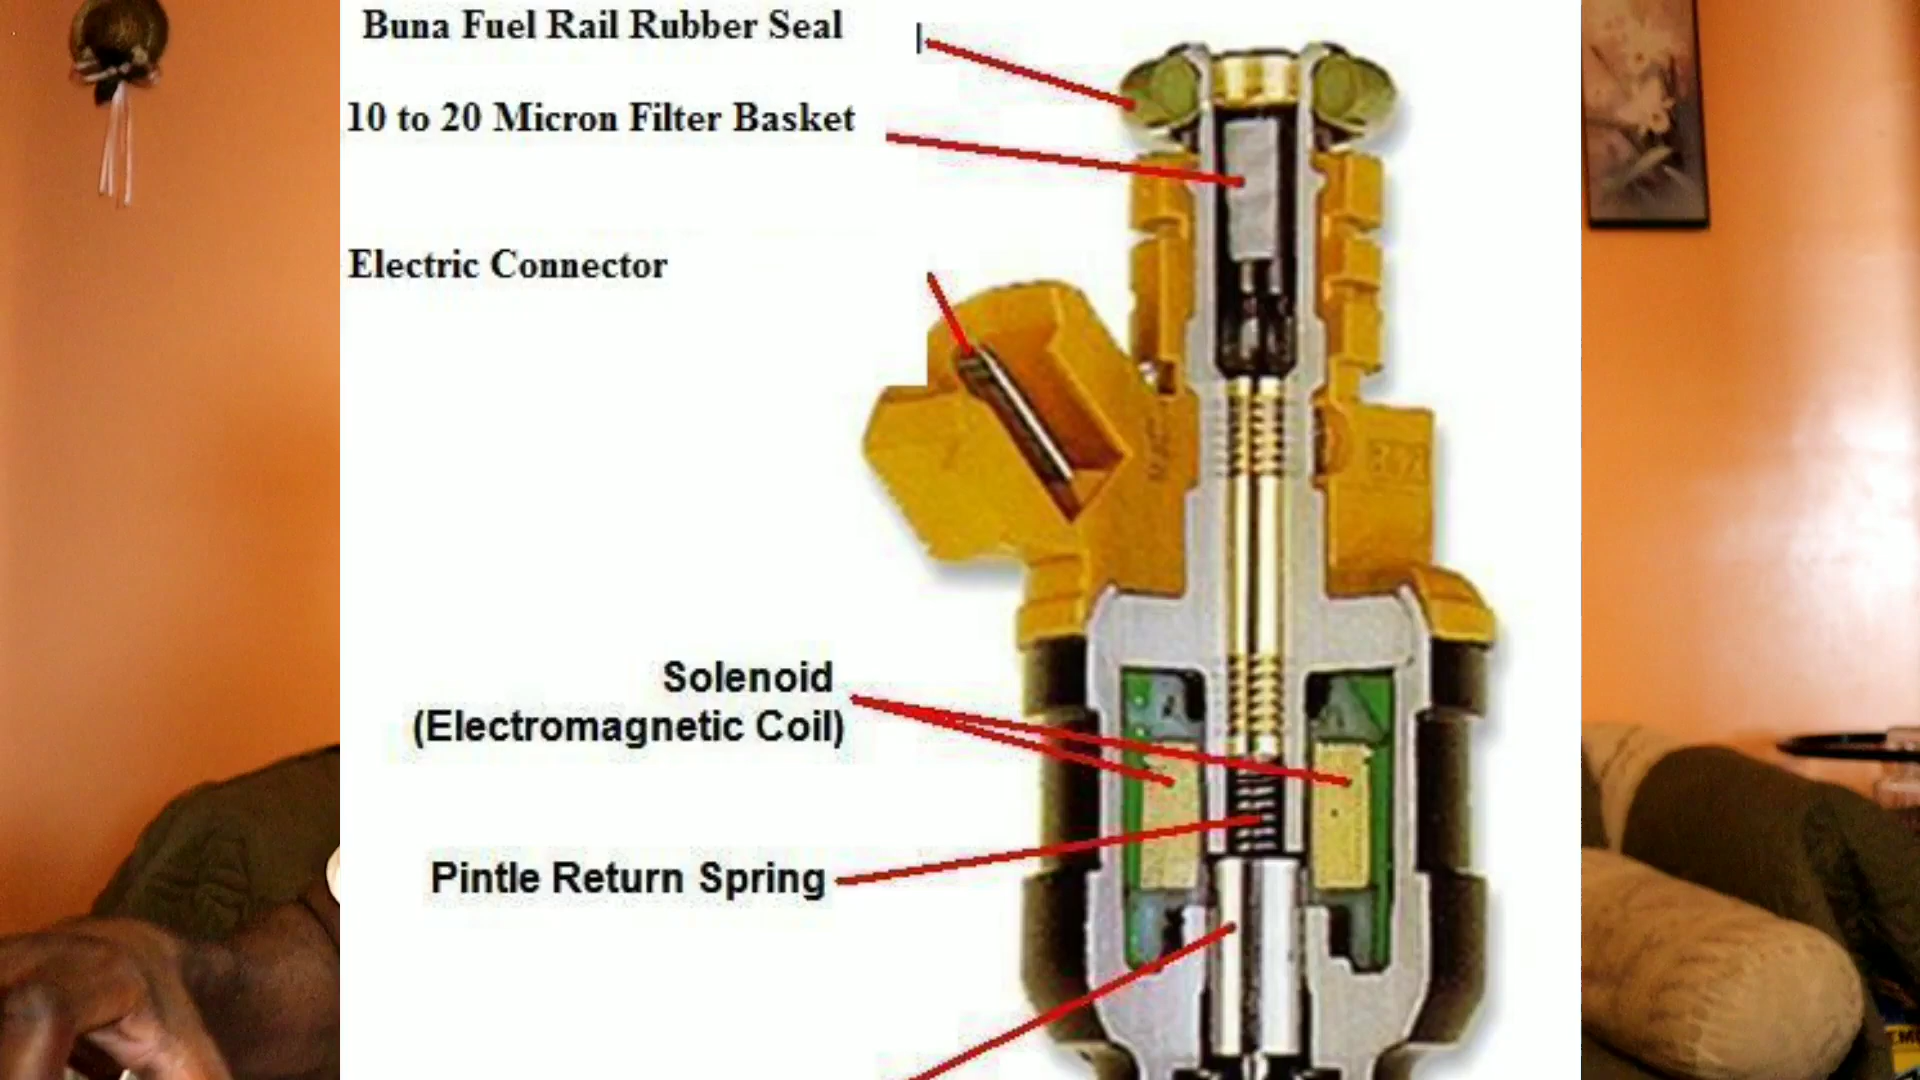 Buna Fuel Rail Rubber Seal
10 to 20 Micron Filter Basket
Electric Connector
Solenoid
(Electromagnetic Coil)
Pintle Return Spring